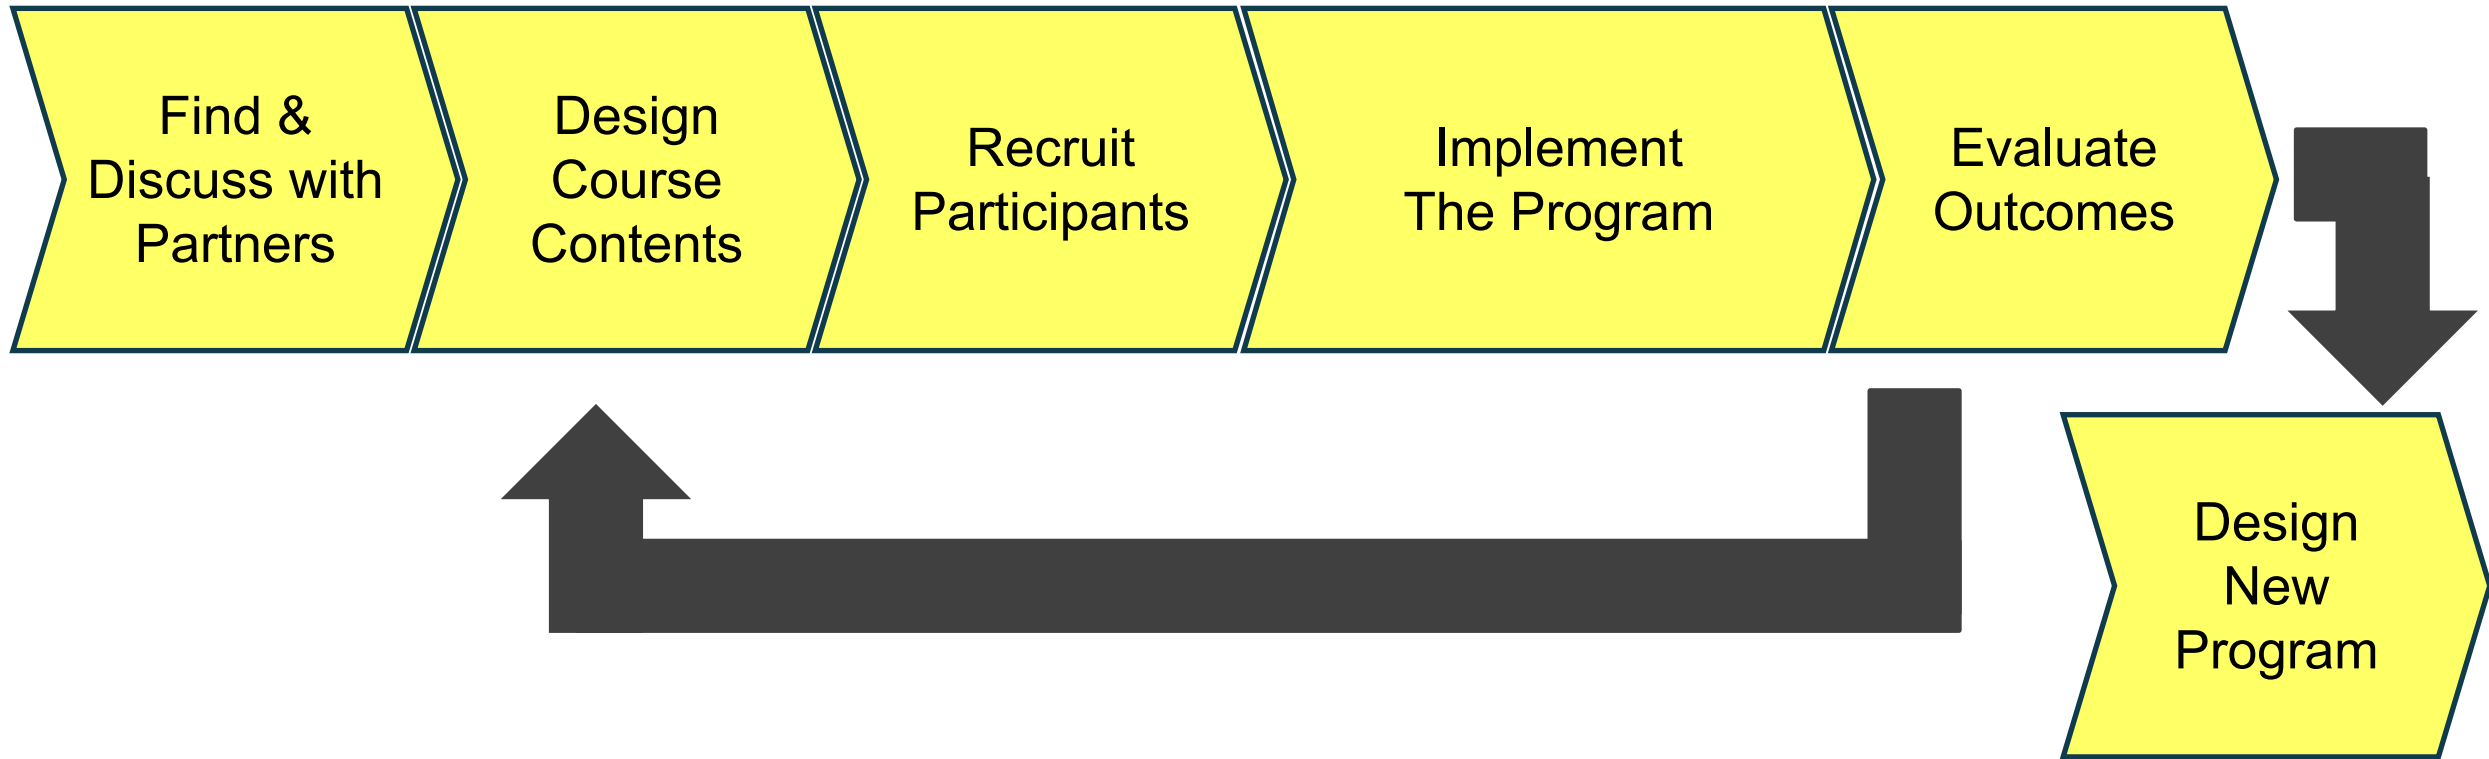 Find &
Discuss with
Partners
Design
Course
Contents
Recruit
Participants
Implement
The Program
Evaluate
Outcomes
Design
New
Program